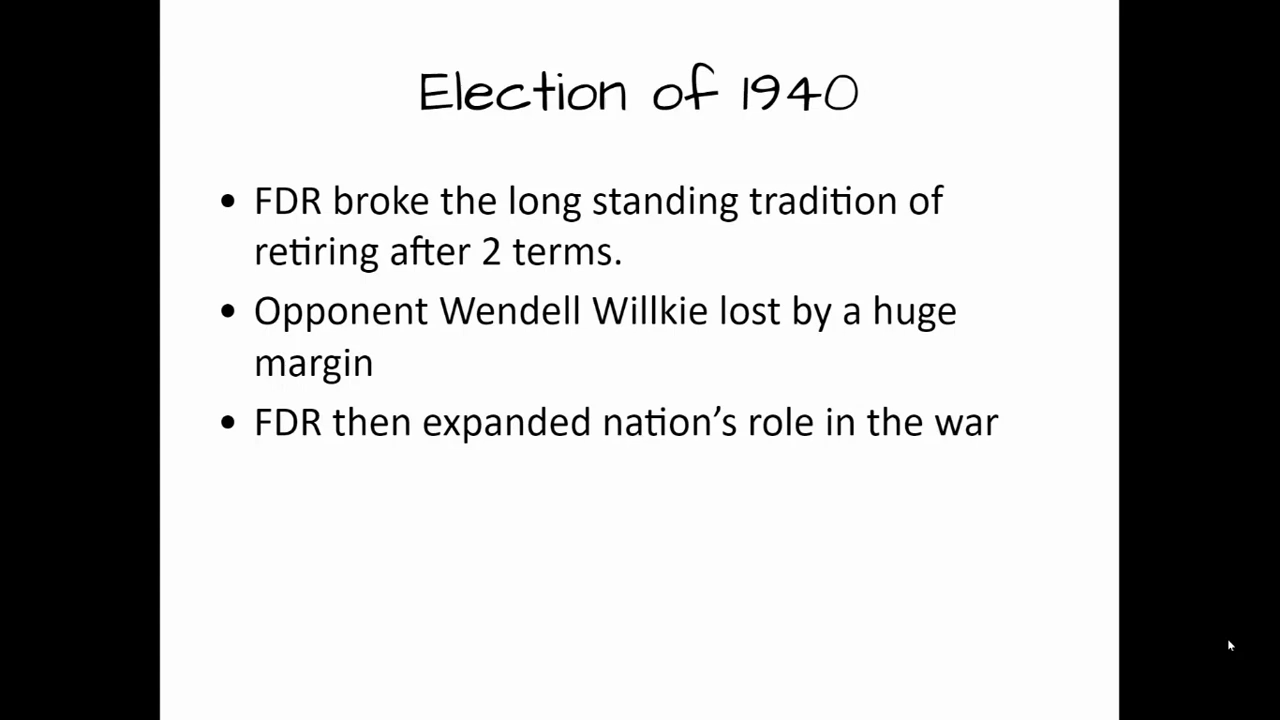 Election of 1940
• FDR broke the long standing tradition of
retiring after 2 terms.
• Opponent Wendell Willkie lost by a huge
margin
• FDR then expanded nation’s role in the war